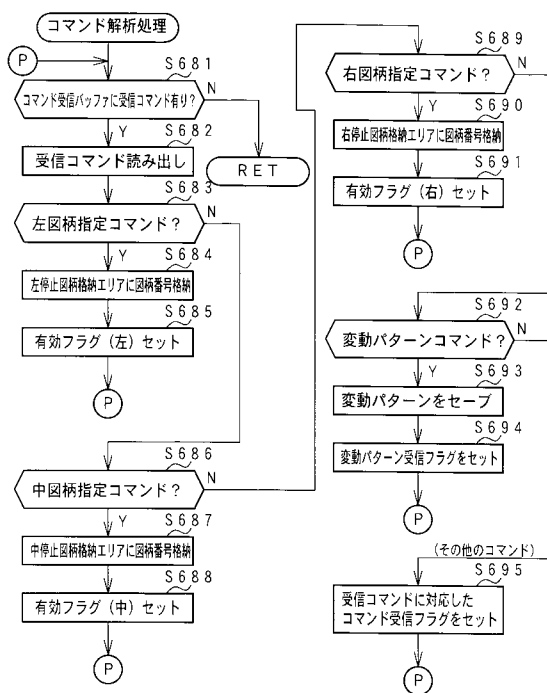 コマンド解析処理
P
S681
コマンド受信バッファに受信コマンド有り？
N
Y
S682
受信コマンド読み出し
RET
S683
左図柄指定コマンド？
N
Y
S684
左停止図柄格納エリアに図柄番号格納
S685
有効フラグ（左）セット
P
S686
中図柄指定コマンド？
N
Y
S687
中停止図柄格納エリアに図柄番号格納
S688
有効フラグ（中）セット
P
S689
右図柄指定コマンド？
N
Y
S690
右停止図柄格納エリアに図柄番号格納
S691
有効フラグ（右）セット
P
S692
変動パターンコマンド？
N
Y
S693
変動パターンをセーブ
S694
変動パターン受信フラグをセット
P
（その他のコマンド）
S695
受信コマンドに対応した
コマンド受信フラグをセット
P